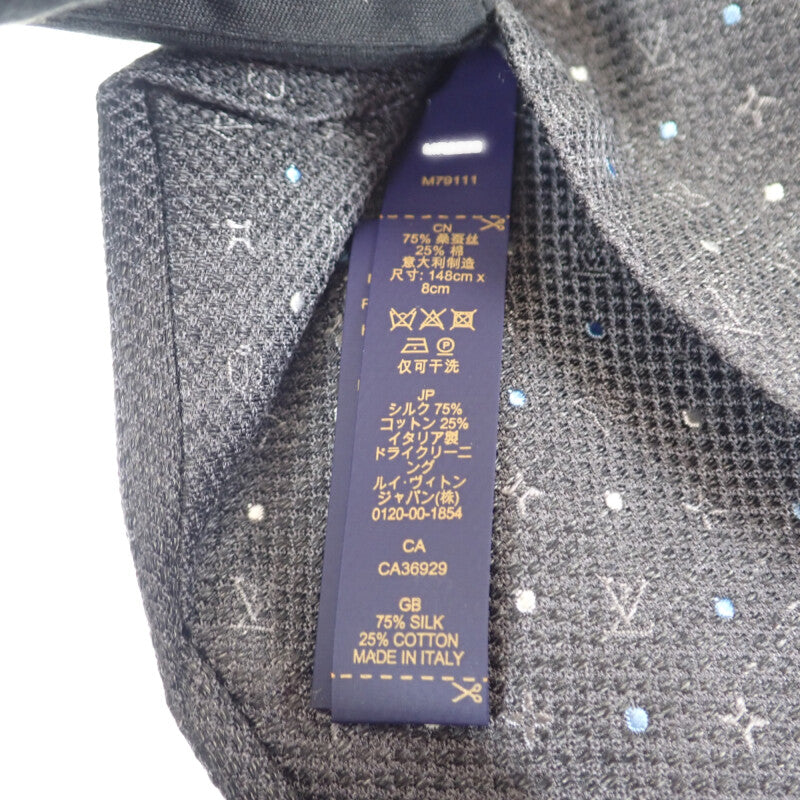 M79111
CN
75% 桑蚕丝
25% 棉
意大利制造
尺寸: 148cm x
8cm
P
仅可干洗
JP
シルク 75%
コットン 25%
イタリア製
ドライクリーニ
ング
ルイ・ヴィトン
ジャパン(株)
0120-00-1854
CA
CA36929
GB
75% SILK
25% COTTON
MADE IN ITALY